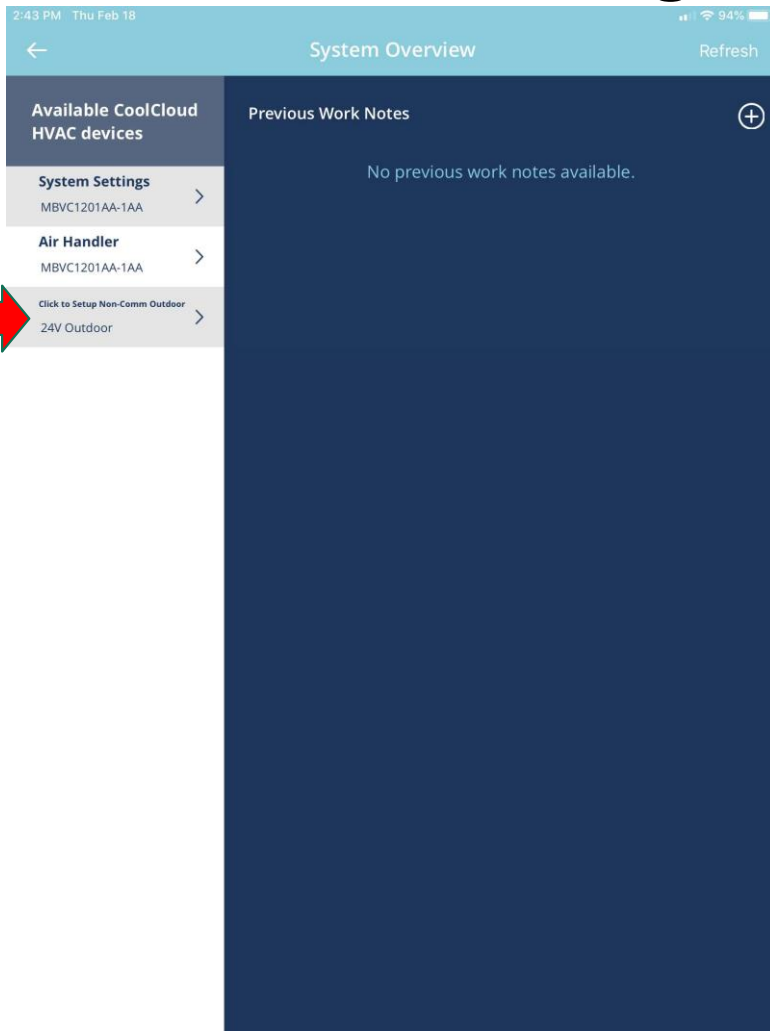 2:43 PM Thu Feb 18
94%
System Overview
Refresh
Available CoolCloud
HVAC devices
System Settings
MBVC1201AA-1AA
Air Handler
MBVC1201AA-1AA
Click to Setup Non-Comm Outdoor
24V Outdoor
Previous Work Notes
No previous work notes available.